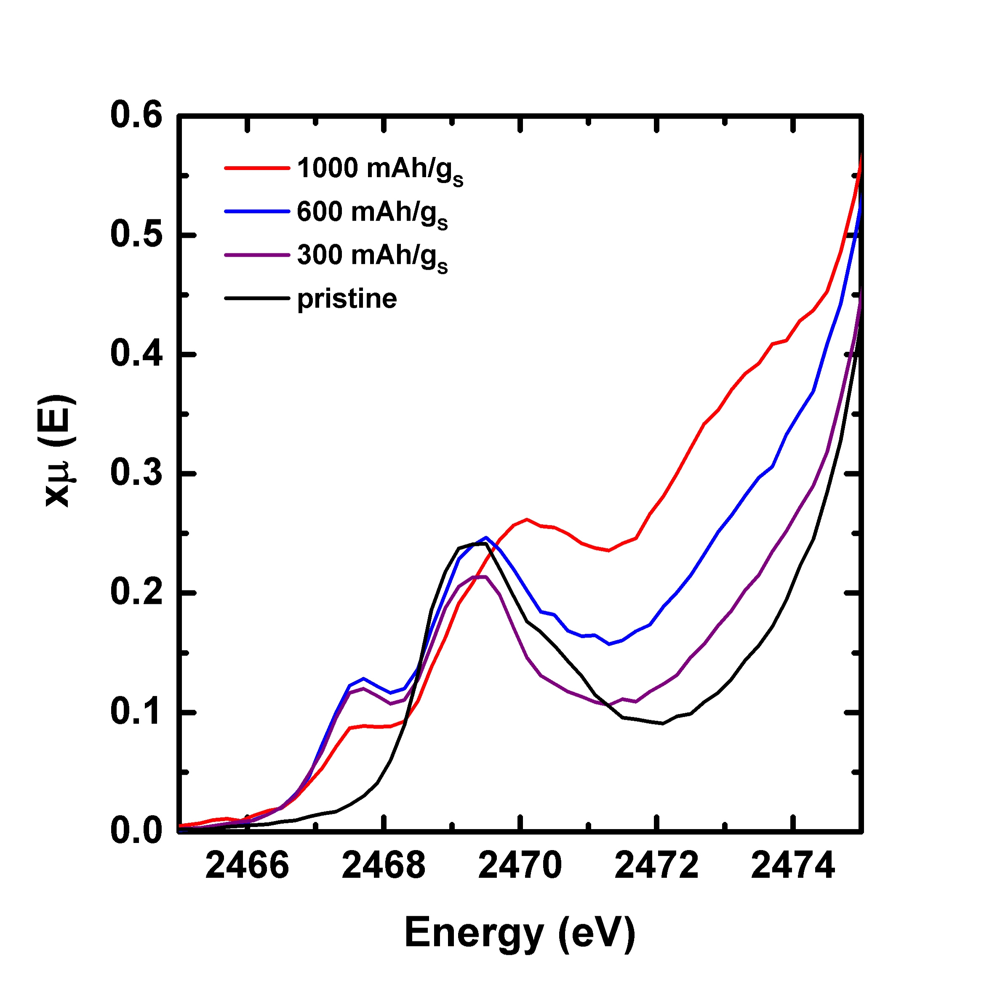 0.6
0.5
0.4
0.3
0.2
0.1
0.0
xμ (E)
1000 mAh/gs
600 mAh/gs
300 mAh/gs
pristine
2466 2468 2470 2472 2474
Energy (eV)